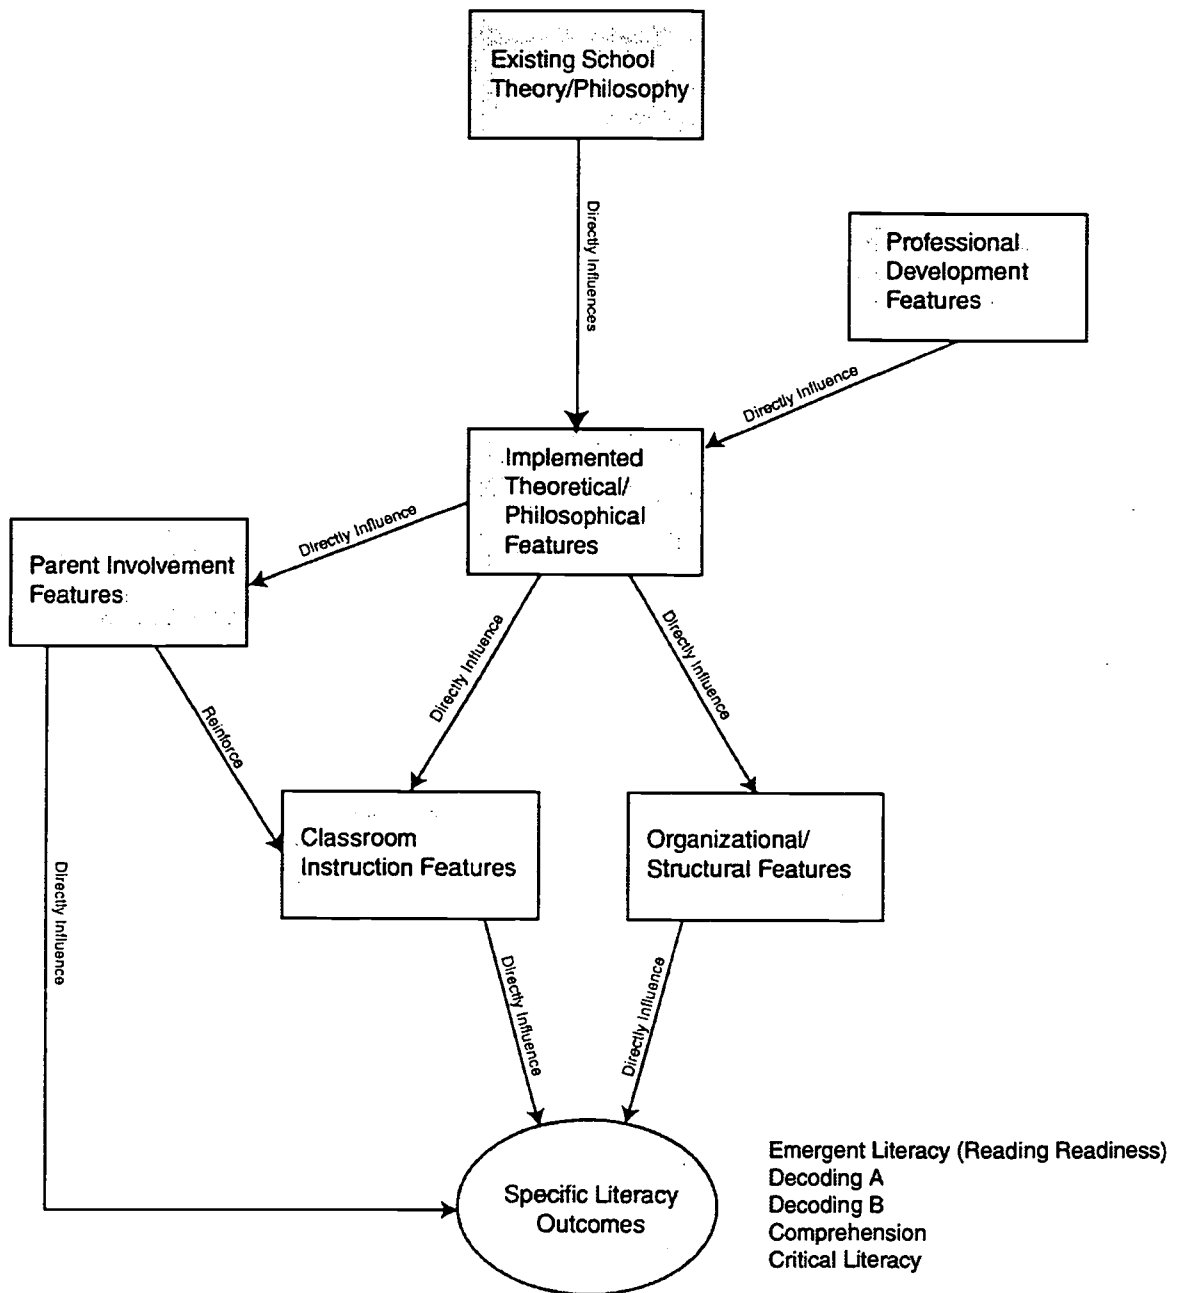 Existing School
Theory/Philosophy
Directly Influences
Professional
Development
Features
Directly Influence
Implemented
Theoretical/
Philosophical
Features
Directly Influence
Parent Involvement
Features
Directly Influence
Directly Influence
Reinforce
Directly Influence
Classroom
Instruction Features
Organizational/
Structural Features
Directly Influence
Directly Influence
Specific Literacy
Outcomes
Emergent Literacy (Reading Readiness)
Decoding A
Decoding B
Comprehension
Critical Literacy